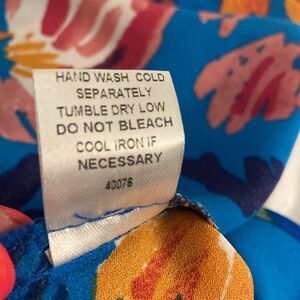 HAND WASH COLD
SEPARATELY
TUMBLE DRY LOW
DO NOT BLEACH
COOL IRON IF
NECESSARY
40076